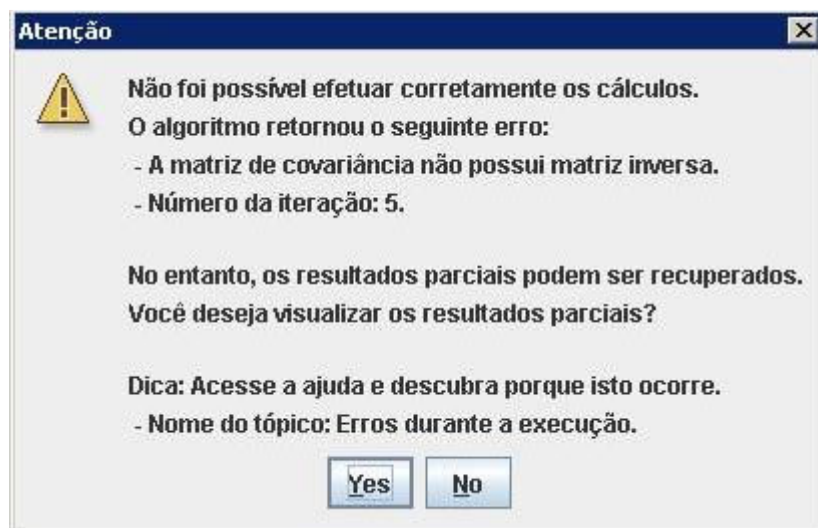 Atenção
Não foi possível efetuar corretamente os cálculos.
O algoritmo retornou o seguinte erro:
- A matriz de covariância não possui matriz inversa.
- Número da iteração: 5.
No entanto, os resultados parciais podem ser recuperados.
Você deseja visualizar os resultados parciais?
Dica: Acesse a ajuda e descubra porque isto ocorre.
- Nome do tópico: Erros durante a execução.
Yes No